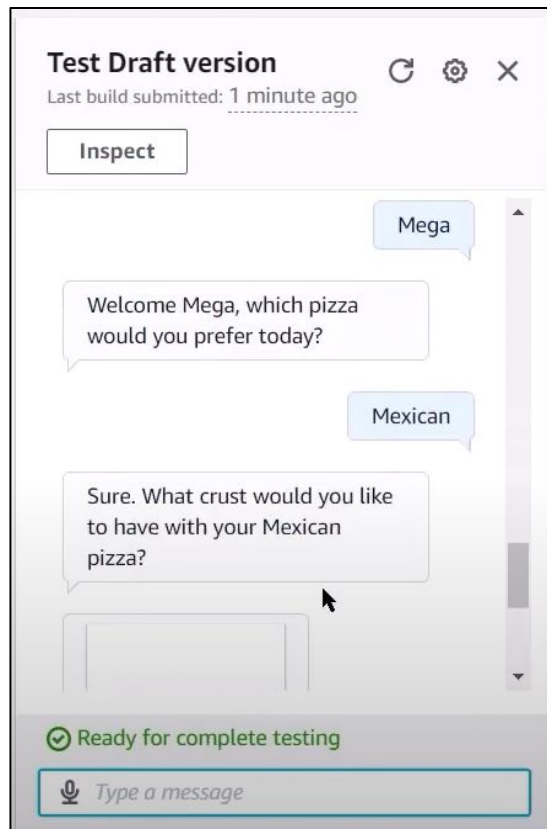 Test Draft version
Last build submitted: 1 minute ago
Inspect
Mega
Welcome Mega, which pizza
would you prefer today?
Mexican
Sure. What crust would you like
to have with your Mexican
pizza?
Ready for complete testing
Type a message